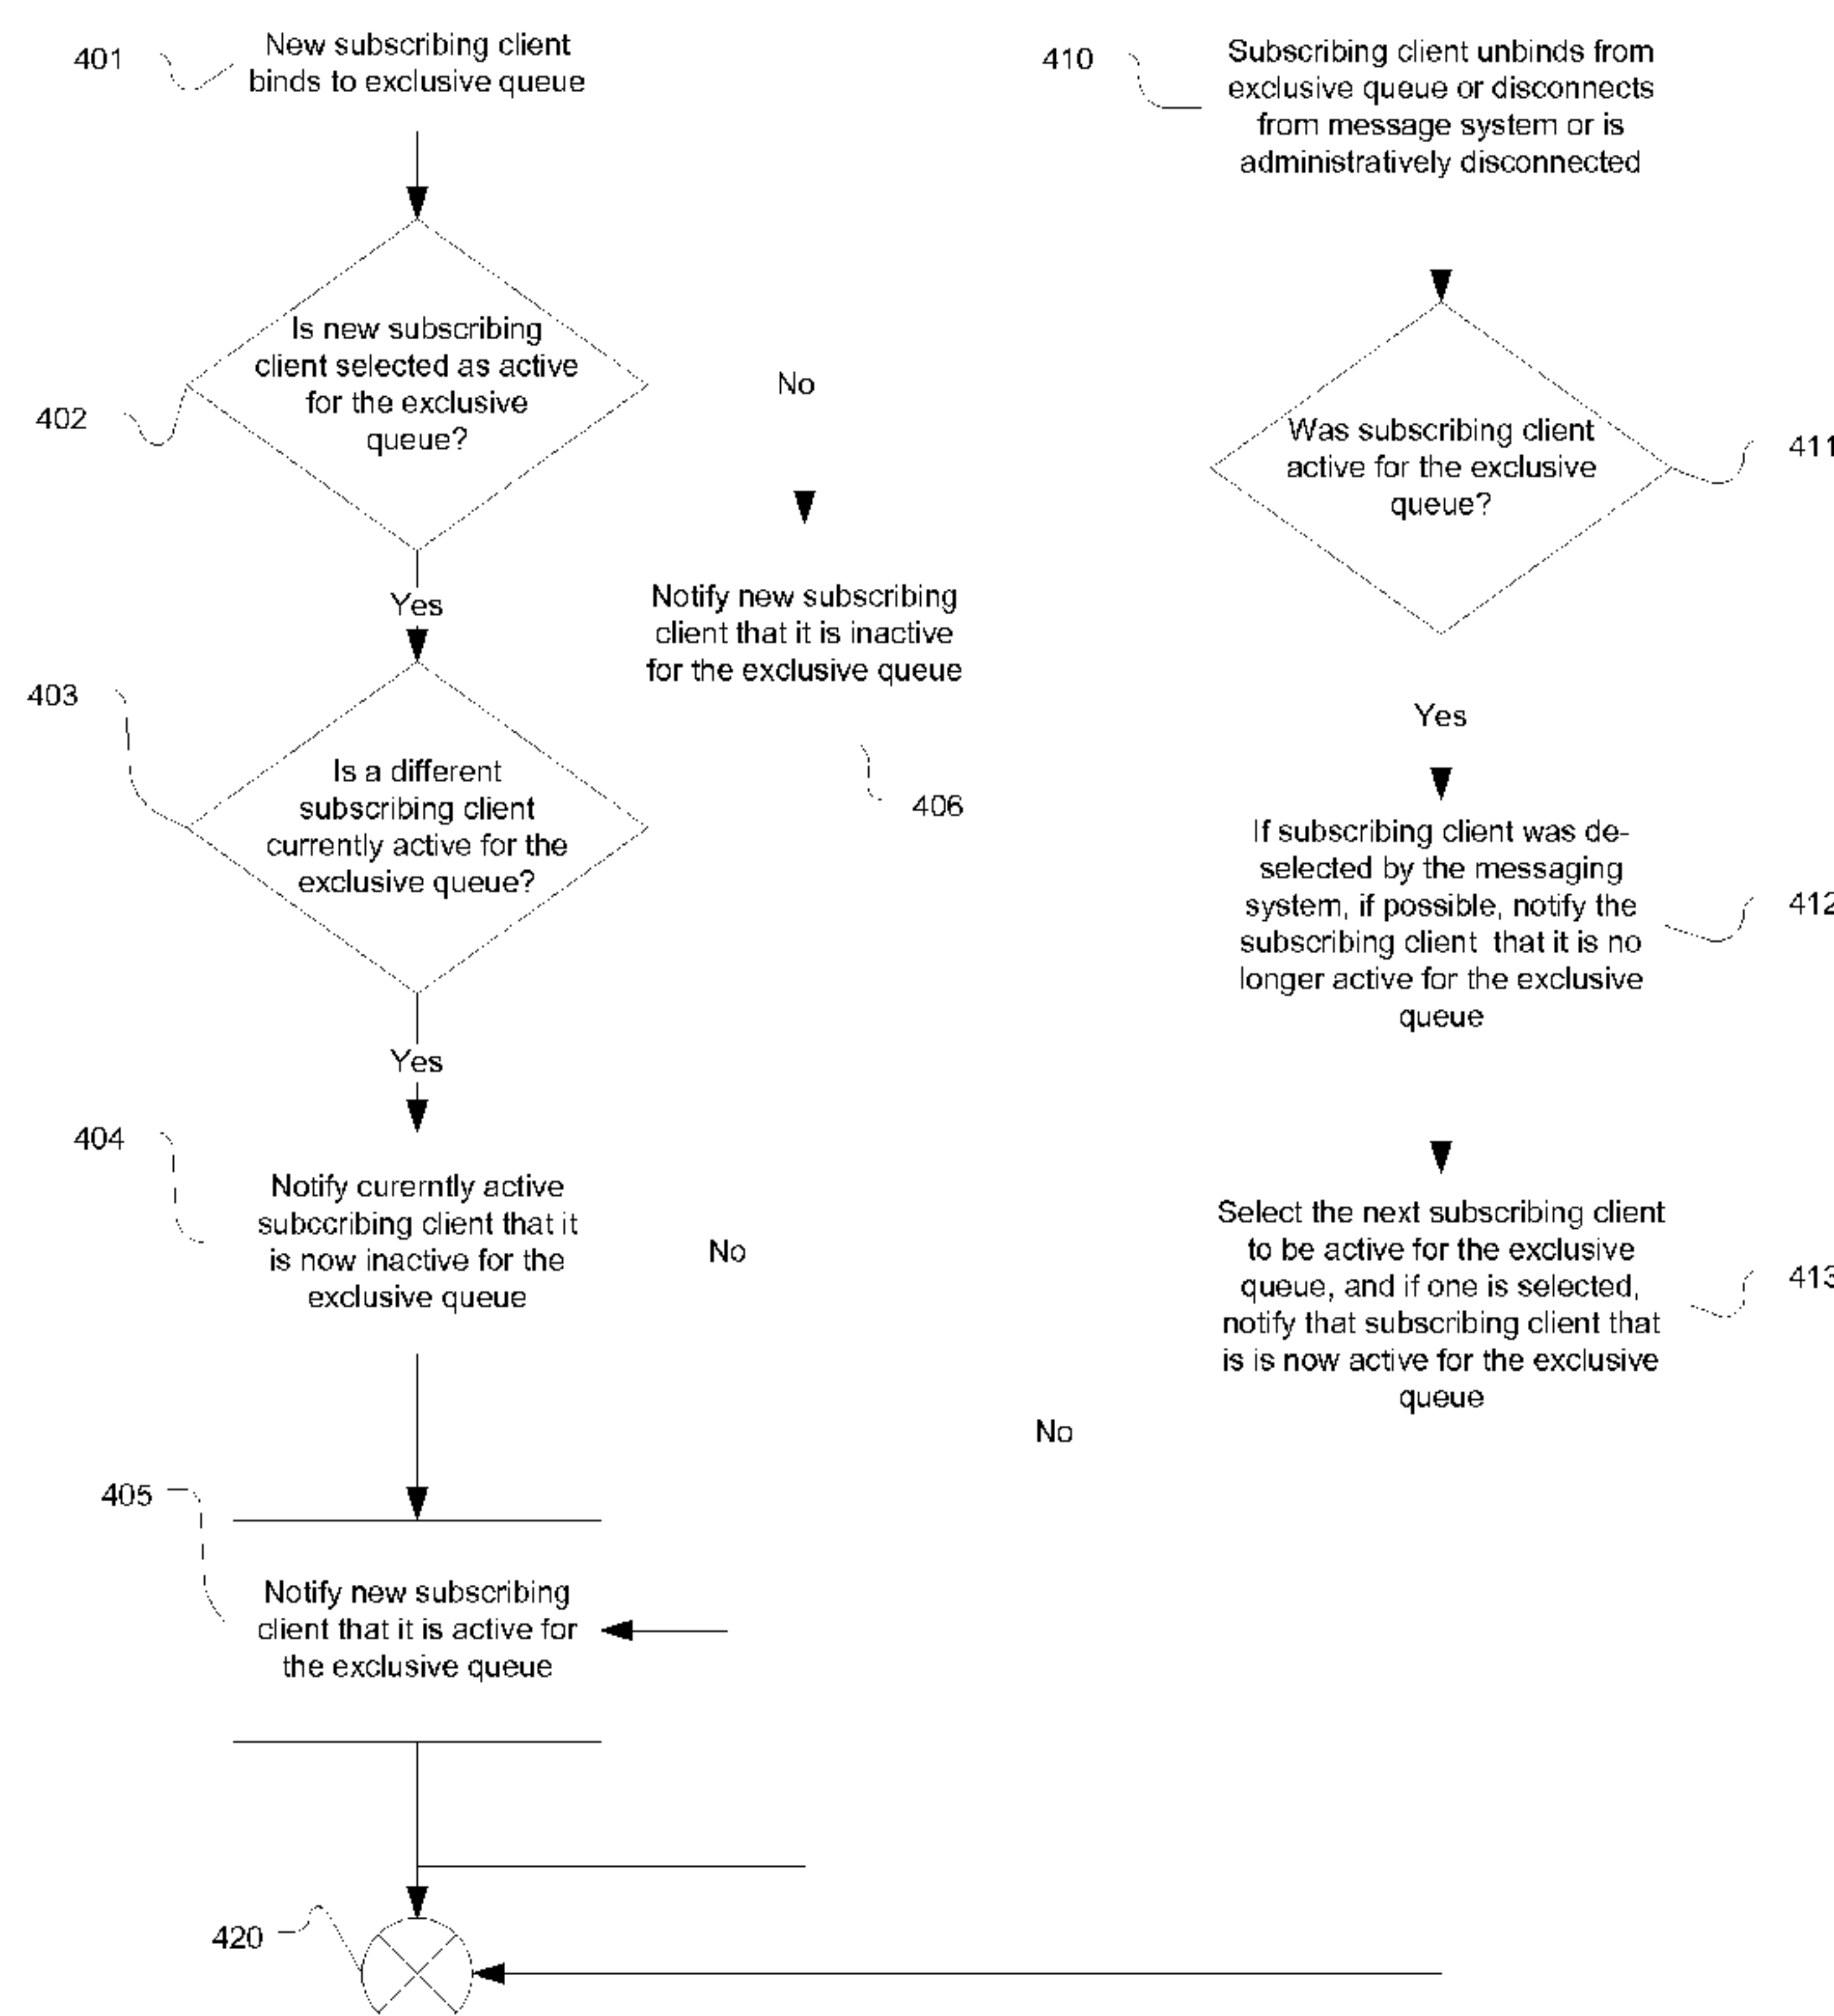 401
New subscribing client
binds to exclusive queue
402
Is new subscribing
client selected as active
for the exclusive
queue?
No
Yes
Notify new subscribing
client that it is inactive
for the exclusive queue
406
403
Is a different
subscribing client
currently active for the
exclusive queue?
Yes
404
Notify curerntly active
subccribing client that it
is now inactive for the
exclusive queue
No
405
Notify new subscribing
client that it is active for
the exclusive queue
420
410
Subscribing client unbinds from
exclusive queue or disconnects
from message system or is
administratively disconnected
Was subscribing client
active for the exclusive
queue?
411
Yes
If subscribing client was de-
selected by the messaging
system, if possible, notify the
subscribing client that it is no
longer active for the exclusive
queue
412
Select the next subscribing client
to be active for the exclusive
queue, and if one is selected,
notify that subscribing client that
is is now active for the exclusive
queue
413
No